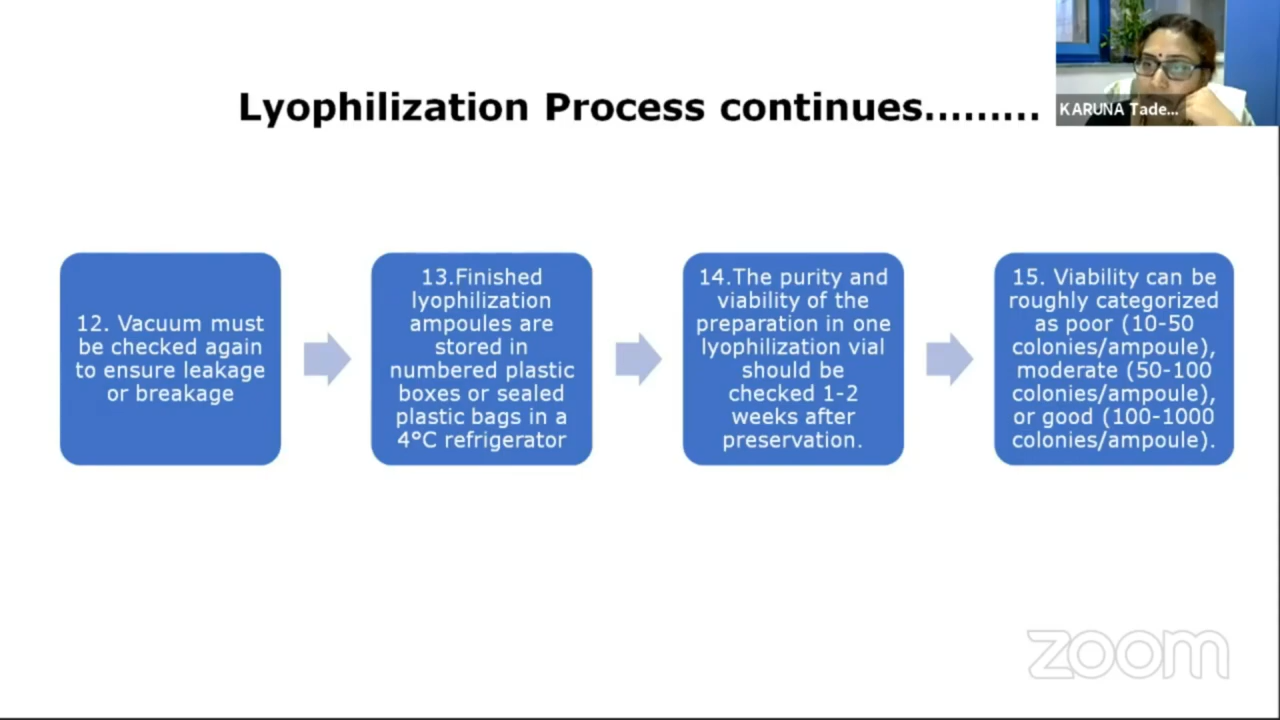 Lyophilization Process continues.........
KARUNA Tade...
12. Vacuum must
be checked again
to ensure leakage
or breakage
13.Finished
lyophilization
ampoules are
stored in
numbered plastic
boxes or sealed
plastic bags in a
4°C refrigerator
14.The purity and
viability of the
preparation in one
lyophilization vial
should be
checked 1-2
weeks after
preservation.
15. Viability can be
roughly categorized
as poor (10-50
colonies/ampoule),
moderate (50-100
colonies/ampoule),
or good (100-1000
colonies/ampoule).
zoom